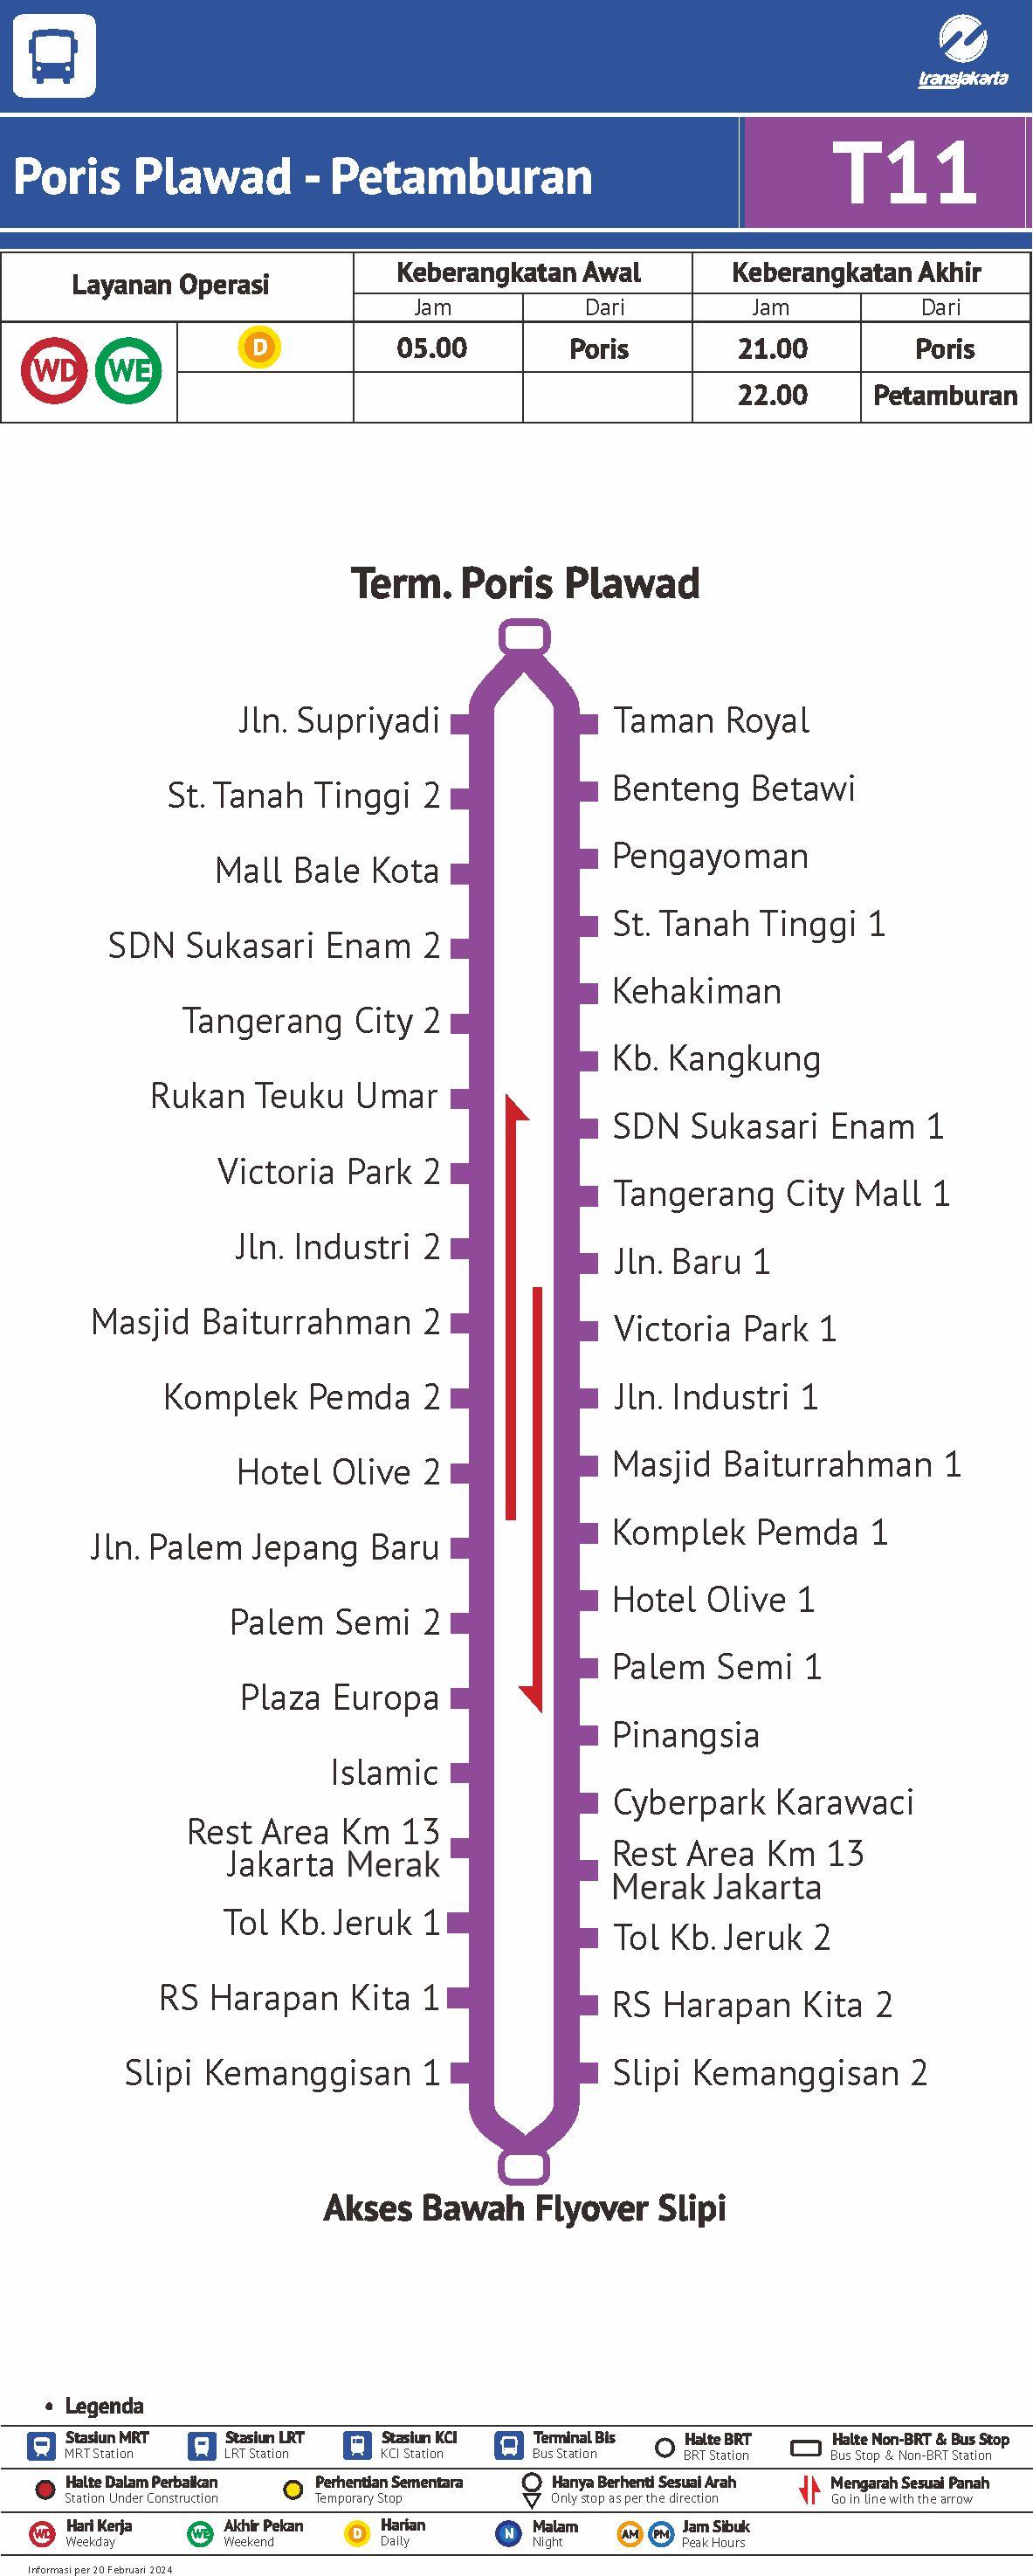 transjakarta
Poris Plawad - Petamburan
T11
Layanan Operasi
Keberangkatan Awal
Keberangkatan Akhir
Jam
Dari
Jam
Dari
WD
WE
D
05.00
Poris
21.00
Poris
22.00
Petamburan
Term. Poris Plawad
Jln. Supriyadi
St. Tanah Tinggi 2
Mall Bale Kota
SDN Sukasari Enam 2
Tangerang City 2
Rukan Teuku Umar
Victoria Park 2
Jln. Industri 2
Masjid Baiturrahman 2
Komplek Pemda 2
Hotel Olive 2
Jln. Palem Jepang Baru
Palem Semi 2
Plaza Europa
Islamic
Rest Area Km 13
Jakarta Merak
Tol Kb. Jeruk 1
RS Harapan Kita 1
Slipi Kemanggisan 1
Taman Royal
Benteng Betawi
Pengayoman
St. Tanah Tinggi 1
Kehakiman
Kb. Kangkung
SDN Sukasari Enam 1
Tangerang City Mall 1
Jln. Baru 1
Victoria Park 1
Jln. Industri 1
Masjid Baiturrahman 1
Komplek Pemda 1
Hotel Olive 1
Palem Semi 1
Pinangsia
Cyberpark Karawaci
Rest Area Km 13
Merak Jakarta
Tol Kb. Jeruk 2
RS Harapan Kita 2
Slipi Kemanggisan 2
Akses Bawah Flyover Slipi
• Legenda
Stasiun MRT
MRT Station
Stasiun LRT
LRT Station
Stasiun KCI
KCI Station
Terminal Bis
Bus Station
Halte BRT
BRT Station
Halte Non-BRT & Bus Stop
Bus Stop & Non-BRT Station
Halte Dalam Perbaikan
Station Under Construction
Perhentian Sementara
Temporary Stop
Hanya Berhenti Sesuai Arah
Only stop as per the direction
Mengarah Sesuai Panah
Go in line with the arrow
WD
Hari Kerja
Weekday
WE
Akhir Pekan
Weekend
D
Harian
Daily
N
Malam
Night
AM
PM
Jam Sibuk
Peak Hours
Informasi per 20 Februari 2024